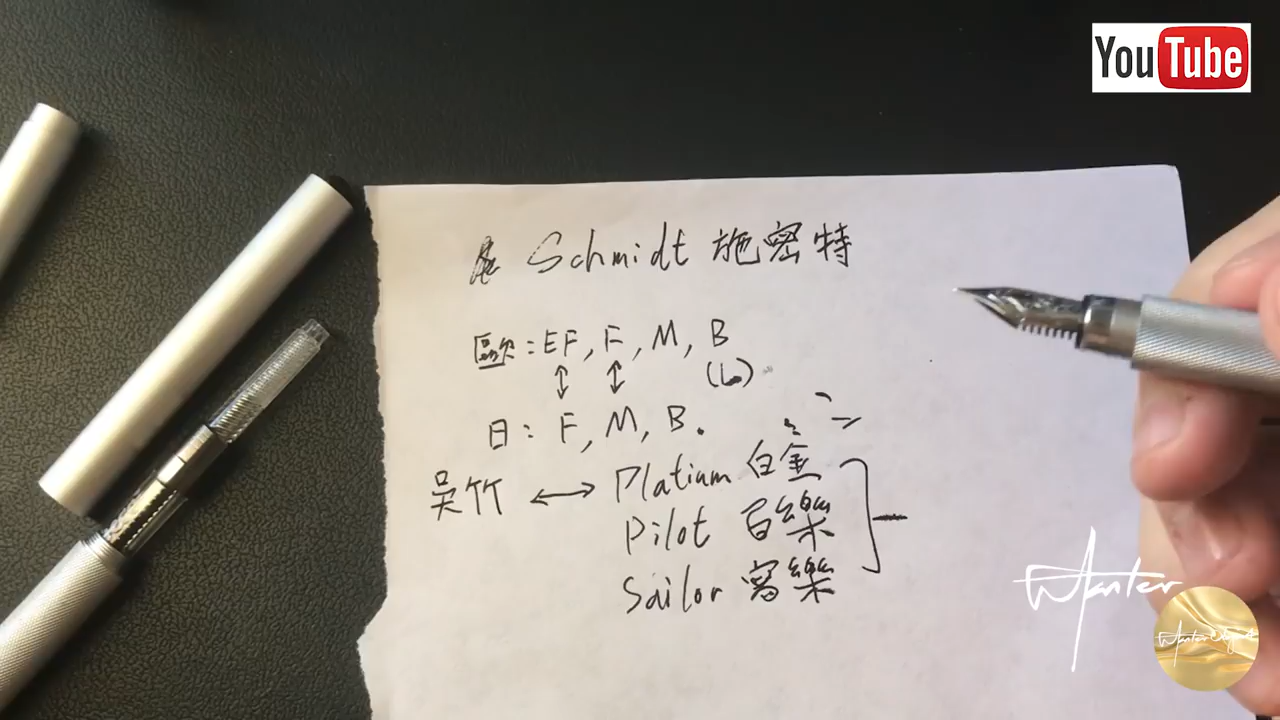 YouTube
Schmidt 施密特
歐:EF, F, M, B
(b)
日: F, M, B.
吳竹 ↔ Platium 白金
Pilot 百樂
Sailor 寫樂